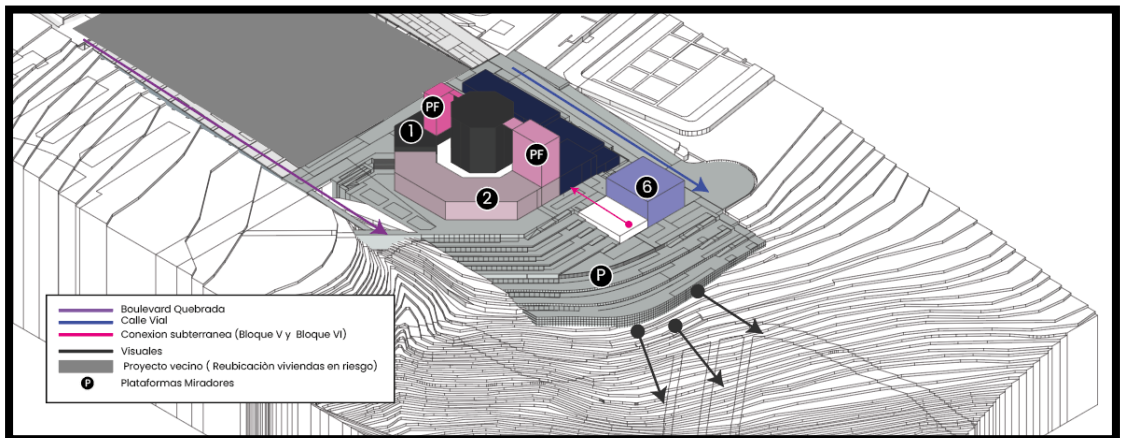 PF
1
PF
2
6
P
Boulevard Quebrada
Calle Vial
Conexion subterranea (Bloque V y Bloque VI)
Visuales
Proyecto vecino ( Reubicaciòn viviendas en riesgo)
P Plataformas Miradores